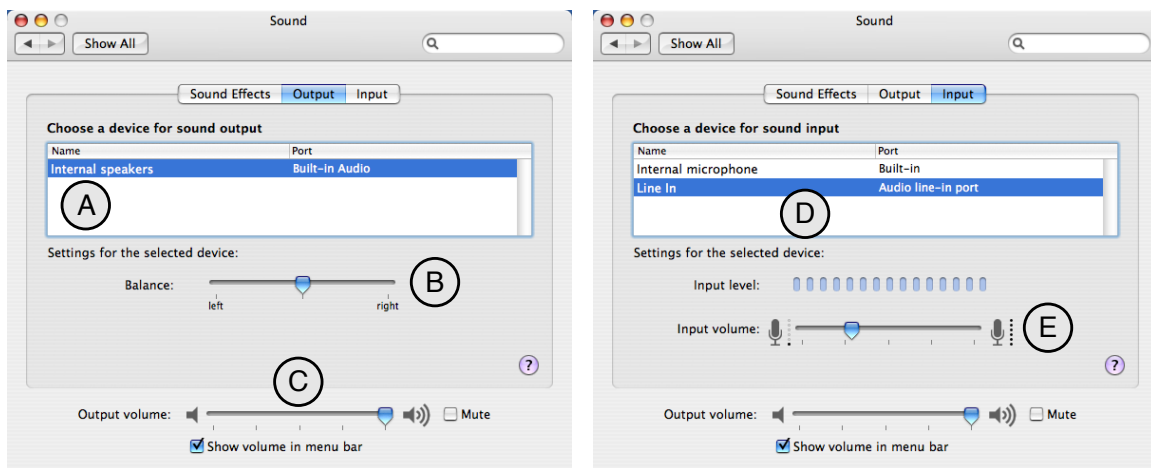 Sound
Show All
Sound Effects Output Input
Choose a device for sound output
Name Port
Internal speakers Built-in Audio
A
Settings for the selected device:
Balance:
left right
B
C
?
Output volume: Mute
Show volume in menu bar
Sound
Show All
Sound Effects Output Input
Choose a device for sound input
Name Port
Internal microphone Built-in
Line In Audio line-in port
D
Settings for the selected device:
Input level:
Input volume:
E
?
Output volume: Mute
Show volume in menu bar